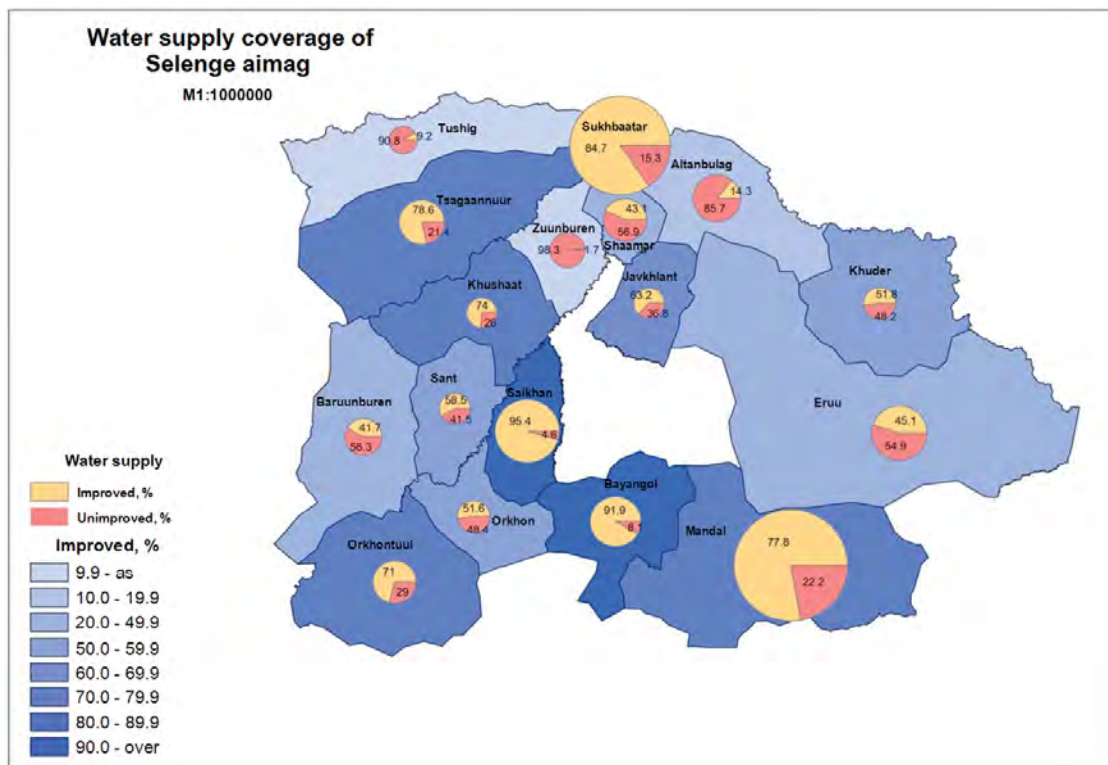 Water supply coverage of
Selenge aimag
M1:1000000
Tushig
90.8
9.2
Sukhbaatar
84.7
15.3
Altanbulag
14.3
85.7
Tsagaannuur
78.6
21.4
Zuunburen
98.3
1.7
43.1
56.9
Shaamar
Javkhlant
63.2
36.8
Khuder
51.8
48.2
Khushaat
74
26
Sant
58.5
41.5
Saikhan
95.4
4.6
Baruunburen
41.7
58.3
Eruu
45.1
54.9
Bayangol
91.9
8.1
Mandal
77.8
22.2
51.6
48.4
Orkhon
Orkhontuul
71
29
Water supply
Improved, %
Unimproved, %
Improved, %
9.9 - as
10.0 - 19.9
20.0 - 49.9
50.0 - 59.9
60.0 - 69.9
70.0 - 79.9
80.0 - 89.9
90.0 - over